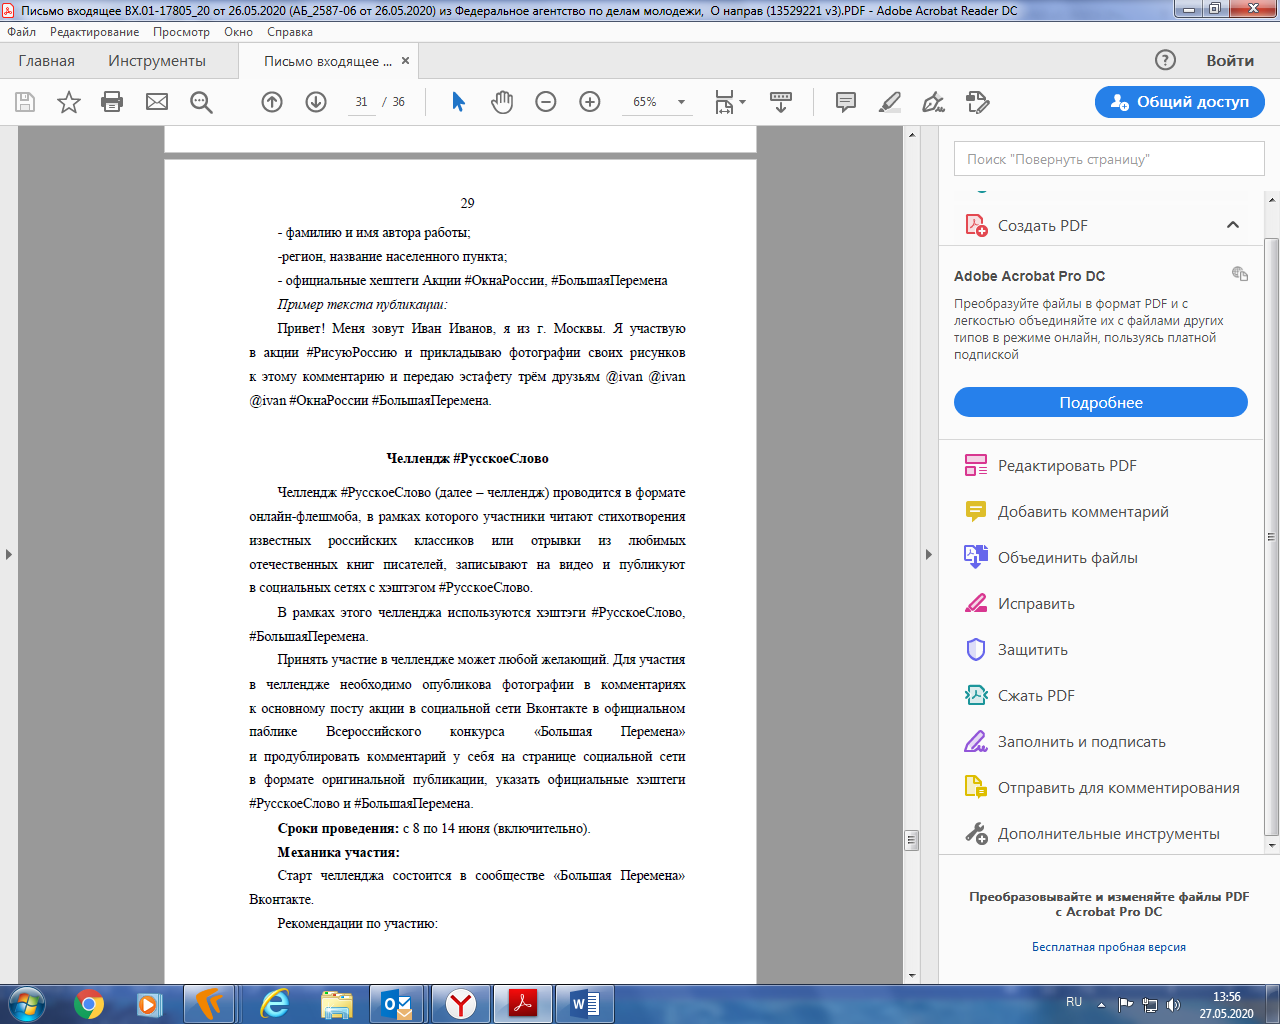 Письмо входящее ВХ.01-17805_20 от 26.05.2020 (АБ_2587-06 от 26.05.2020) из Федеральное агентство по делам молодежи,  О направ (13529221 v3).PDF - Adobe Acrobat Reader DC
Файл Редактирование Просмотр Окно Справка
Главная Инструменты Письмо входящее ... × Войти
31 / 36 65% Общий доступ
29
- фамилию и имя автора работы;
-регион, название населенного пункта;
- официальные хештеги Акции #ОкнаРоссии, #БольшаяПеремена
Пример текста публикации:
Привет! Меня зовут Иван Иванов, я из г. Москвы. Я участвую
в акции #РисуюРоссию и прикладываю фотографии своих рисунков
к этому комментарию и передаю эстафету трём друзьям @ivan @ivan
@ivan #ОкнаРоссии #БольшаяПеремена.
Челлендж #РусскоеСлово
Челлендж #РусскоеСлово (далее – челлендж) проводится в формате
онлайн-флешмоба, в рамках которого участники читают стихотворения
известных российских классиков или отрывки из любимых
отечественных книг писателей, записывают на видео и публикуют
в социальных сетях с хэштэгом #РусскоеСлово.
В рамках этого челленджа используются хэштэги #РусскоеСлово,
#БольшаяПеремена.
Принять участие в челлендже может любой желающий. Для участия
в челлендже необходимо опубликова фотографии в комментариях
к основному посту акции в социальной сети Вконтакте в официальном
паблике Всероссийского конкурса «Большая Перемена»
и продублировать комментарий у себя на странице социальной сети
в формате оригинальной публикации, указать официальные хэштеги
#РусскоеСлово и #БольшаяПеремена.
Сроки проведения: с 8 по 14 июня (включительно).
Механика участия:
Старт челленджа состоится в сообществе «Большая Перемена»
Вконтакте.
Рекомендации по участию:
Поиск "Повернуть страницу"
Создать PDF
Adobe Acrobat Pro DC
Преобразуйте файлы в формат PDF и с
легкостью объединяйте их с файлами других
типов в режиме онлайн, пользуясь платной
подпиской
Подробнее
Редактировать PDF
Добавить комментарий
Объединить файлы
Исправить
Защитить
Сжать PDF
Заполнить и подписать
Отправить для комментирования
Дополнительные инструменты
Преобразовывайте и изменяйте файлы PDF
с Acrobat Pro DC
Бесплатная пробная версия
RU
13:56
27.05.2020